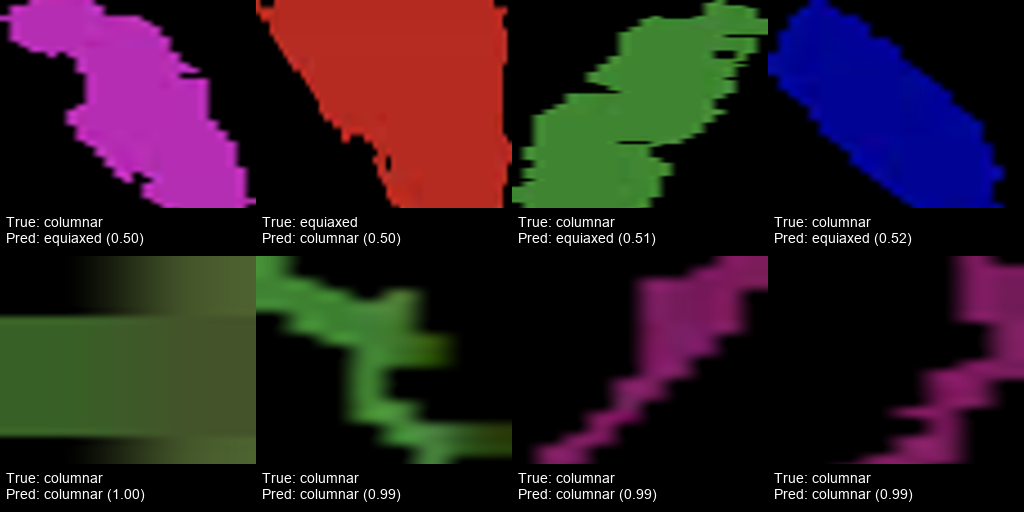 True: columnar
Pred: equiaxed (0.50)
True: equiaxed
Pred: columnar (0.50)
True: columnar
Pred: equiaxed (0.51)
True: columnar
Pred: equiaxed (0.52)
True: columnar
Pred: columnar (1.00)
True: columnar
Pred: columnar (0.99)
True: columnar
Pred: columnar (0.99)
True: columnar
Pred: columnar (0.99)